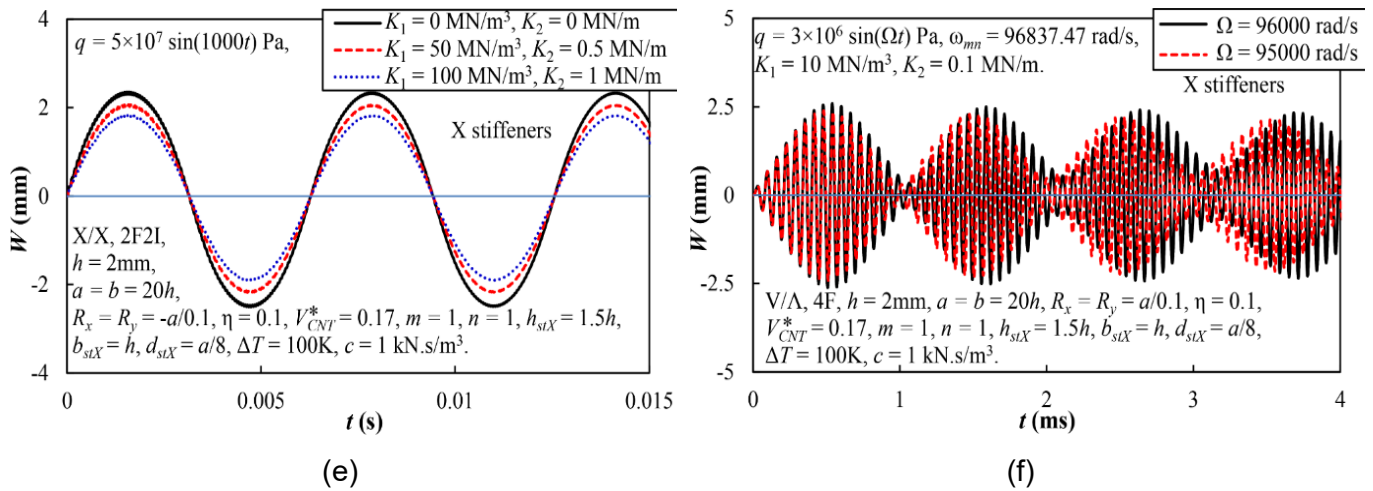 q = 5×10⁷ sin(1000t) Pa,
K₁ = 0 MN/m³, K₂ = 0 MN/m
K₁ = 50 MN/m³, K₂ = 0.5 MN/m
K₁ = 100 MN/m³, K₂ = 1 MN/m
X stiffeners
X/X, 2F2I,
h = 2mm,
a = b = 20h,
Rₓ = Rᵧ = -a/0.1, η = 0.1, V*CNT = 0.17, m = 1, n = 1, hstX = 1.5h,
bstX = h, dstX = a/8, ΔT = 100K, c = 1 kN.s/m³.
4
2
0
-2
-4
W (mm)
0
0.005
0.01
0.015
t (s)
(e)
q = 3×10⁶ sin(Ωt) Pa, ωmn = 96837.47 rad/s,
K₁ = 10 MN/m³, K₂ = 0.1 MN/m.
Ω = 96000 rad/s
Ω = 95000 rad/s
X stiffeners
V/Λ, 4F, h = 2mm, a = b = 20h, Rₓ = Rᵧ = a/0.1, η = 0.1,
V*CNT = 0.17, m = 1, n = 1, hstX = 1.5h, bstX = h, dstX = a/8,
ΔT = 100K, c = 1 kN.s/m³.
5
2.5
0
-2.5
-5
W (mm)
0
1
2
3
4
t (ms)
(f)